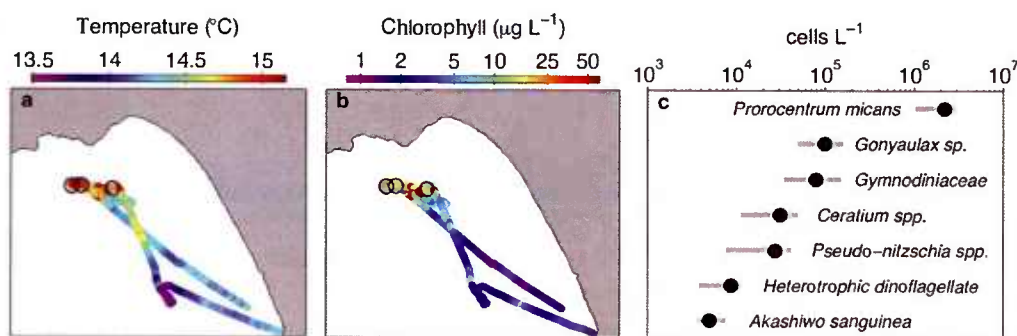 Temperature (°C)
13.5 14 14.5 15
a
Chlorophyll (μg L⁻¹)
1 2 5 10 25 50
b
cells L⁻¹
10³ 10⁴ 10⁵ 10⁶ 10⁷
c
Prorocentrum micans
Gonyaulax sp.
Gymnodiniaceae
Ceratium spp.
Pseudo−nitzschia spp.
Heterotrophic dinoflagellate
Akashiwo sanguinea